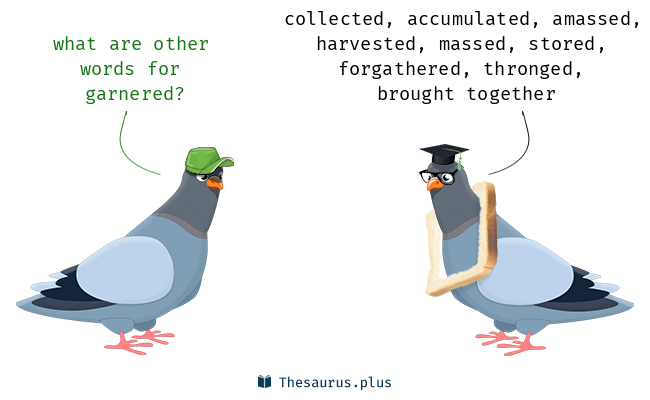 what are other
words for
garnered?
collected, accumulated, amassed,
harvested, massed, stored,
forgathered, thronged,
brought together
Thesaurus.plus